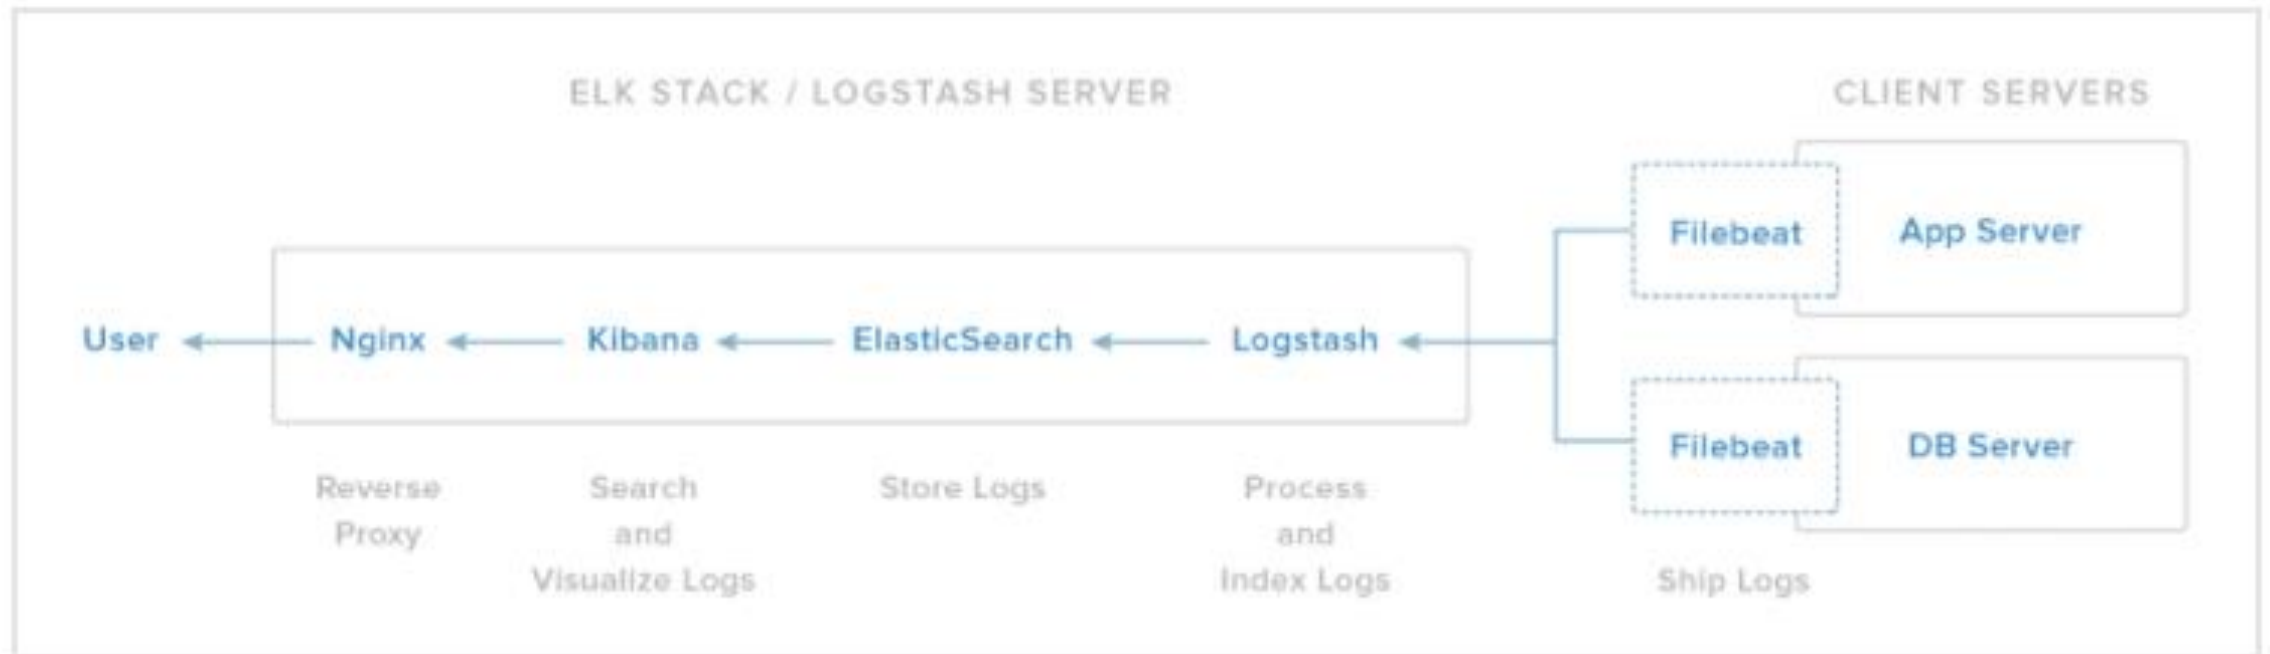 ELK STACK / LOGSTASH SERVER
CLIENT SERVERS
Filebeat
App Server
User
Nginx
Kibana
ElasticSearch
Logstash
Filebeat
DB Server
Reverse
Proxy
Search
and
Visualize Logs
Store Logs
Process
and
Index Logs
Ship Logs